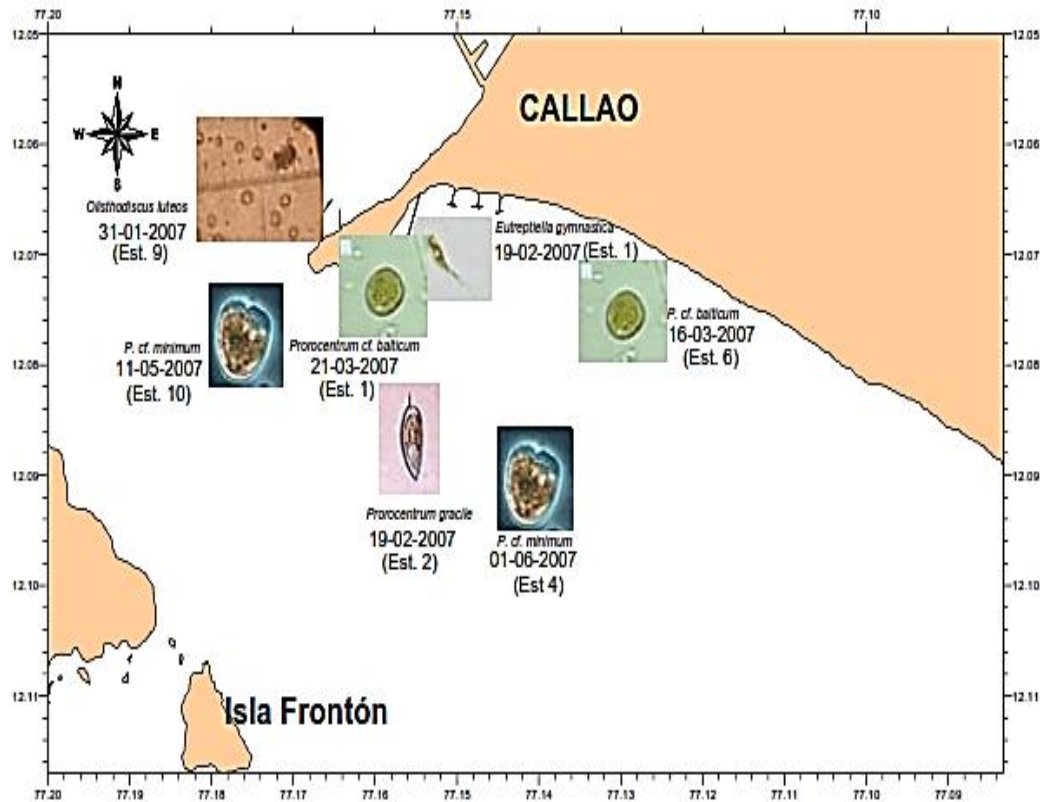 77.20
77.15
77.10
12.05
12.05
CALLAO
N
W E
S
12.06
12.06
Olisthodiscus luteos
31-01-2007
(Est. 9)
Eutreptiella gymnastica
19-02-2007 (Est. 1)
12.07
12.07
P. cf. balticum
16-03-2007
(Est. 6)
P. cf. minimum
11-05-2007
(Est. 10)
Prorocentrum cf. balticum
21-03-2007
(Est. 1)
12.08
12.08
12.09
12.09
Prorocentrum gracile
19-02-2007
(Est. 2)
P. cf. minimum
01-06-2007
(Est 4)
12.10
12.10
12.11
12.11
Isla Frontón
77.20 77.19 77.18 77.17 77.16 77.15 77.14 77.13 77.12 77.11 77.10 77.09